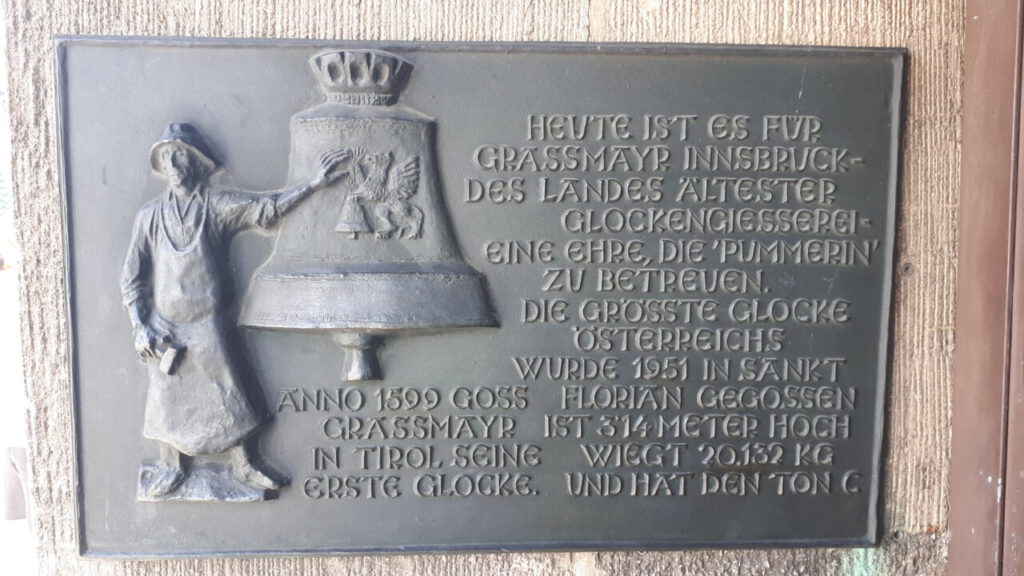 HEUTE IST ES FÜR
GRASSMAYR INNSBRUCK-
DES LANDES ÄLTESTER
GLOCKENGIESSEREI-
EINE EHRE, DIE 'PUMMERIN'
ZU BETREUEN.
DIE GRÖSSTE GLOCKE
ÖSTERREICHS
WURDE 1951 IN SANKT
FLORIAN GEGOSSEN
IST 3'14 METER HOCH
WIEGT 20.132 KG
UND HAT DEN TON C
ANNO 1599 GOSS
GRASSMAYR
IN TIROL SEINE
ERSTE GLOCKE.